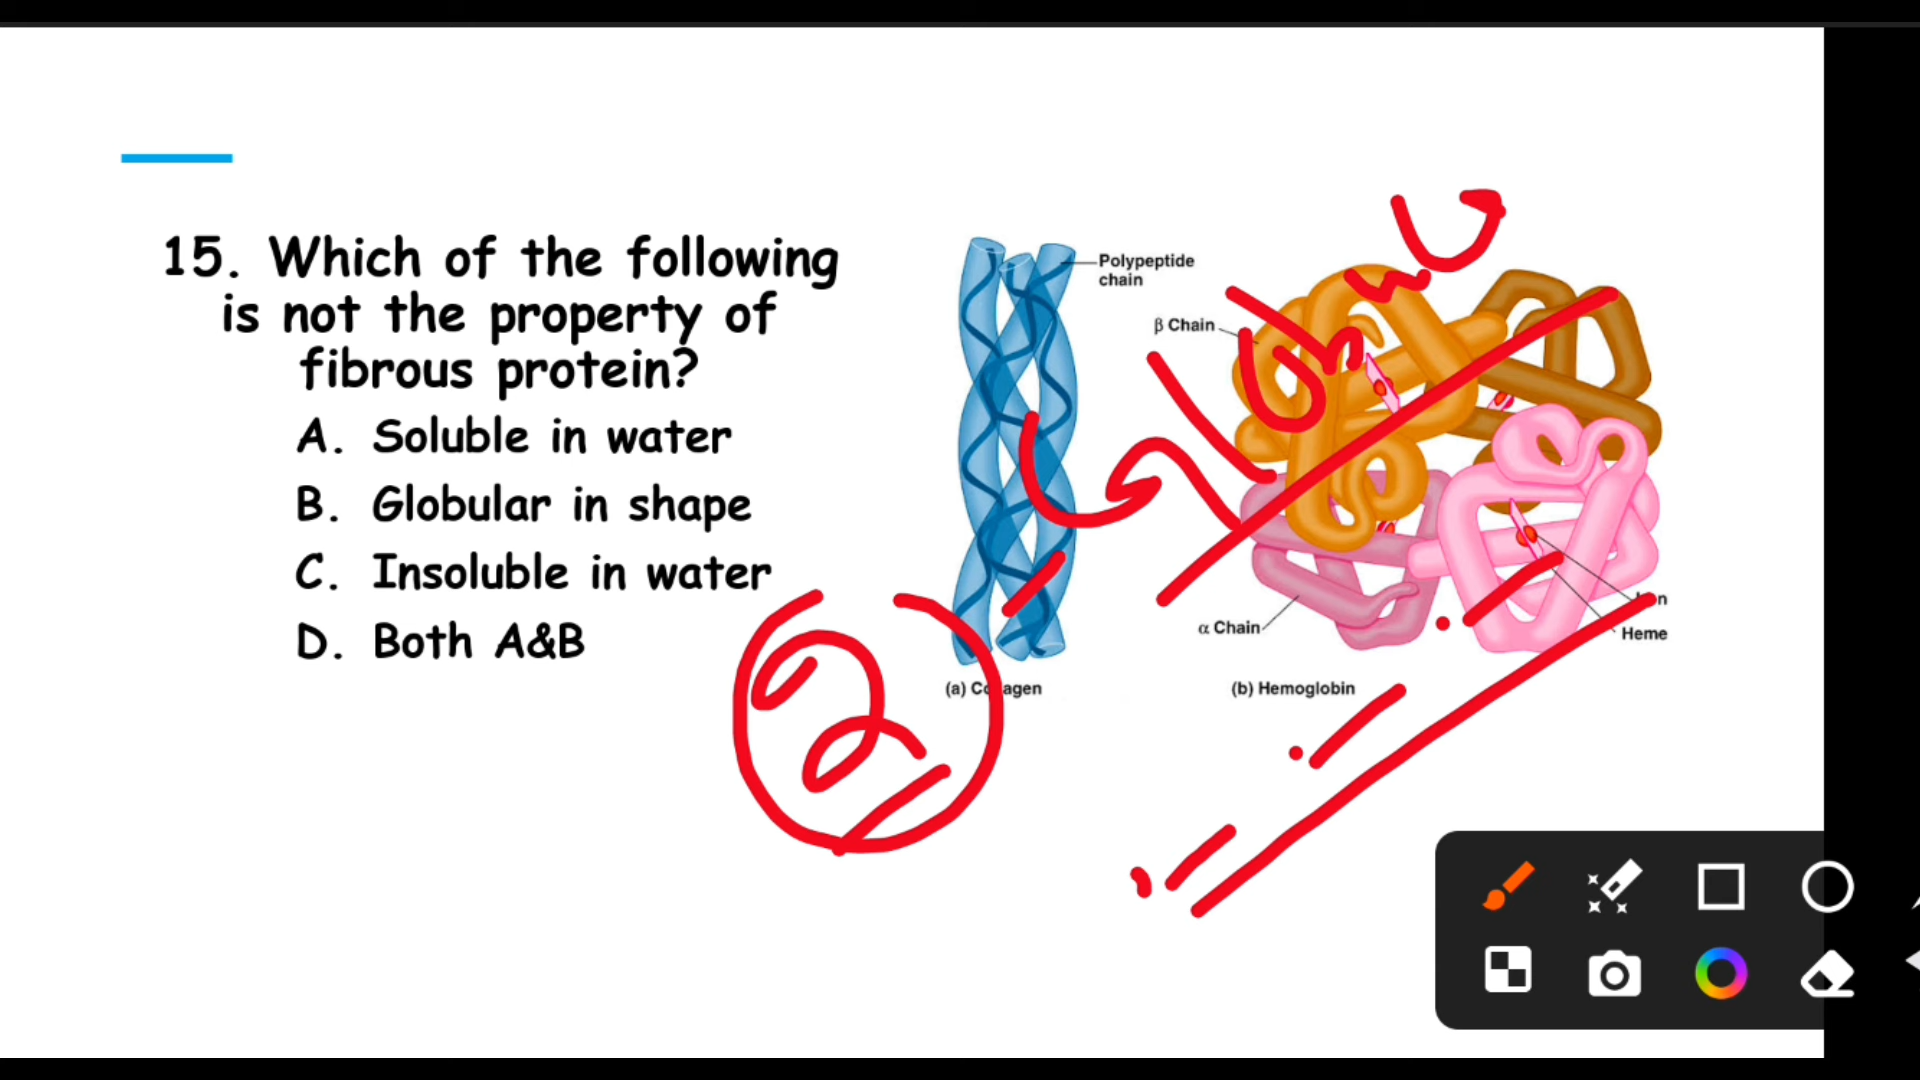 15. Which of the following
is not the property of
fibrous protein?
A. Soluble in water
B. Globular in shape
C. Insoluble in water
D. Both A&B
Polypeptide
chain
β Chain
α Chain
Heme
(a)
(b) Hemoglobin